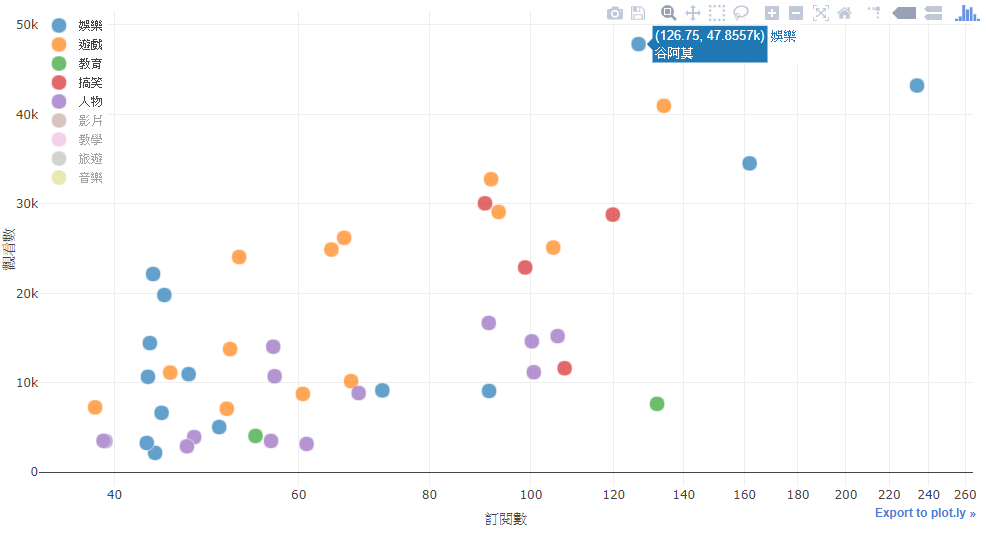 50k
40k
30k
20k
10k
0
觀看數
娛樂
遊戲
教育
搞笑
人物
影片
教學
旅遊
音樂
(126.75, 47.8557k) 娛樂
谷阿莫
40 60 80 100 120 140 160 180 200 220 240 260
訂閱數
Export to plot.ly »